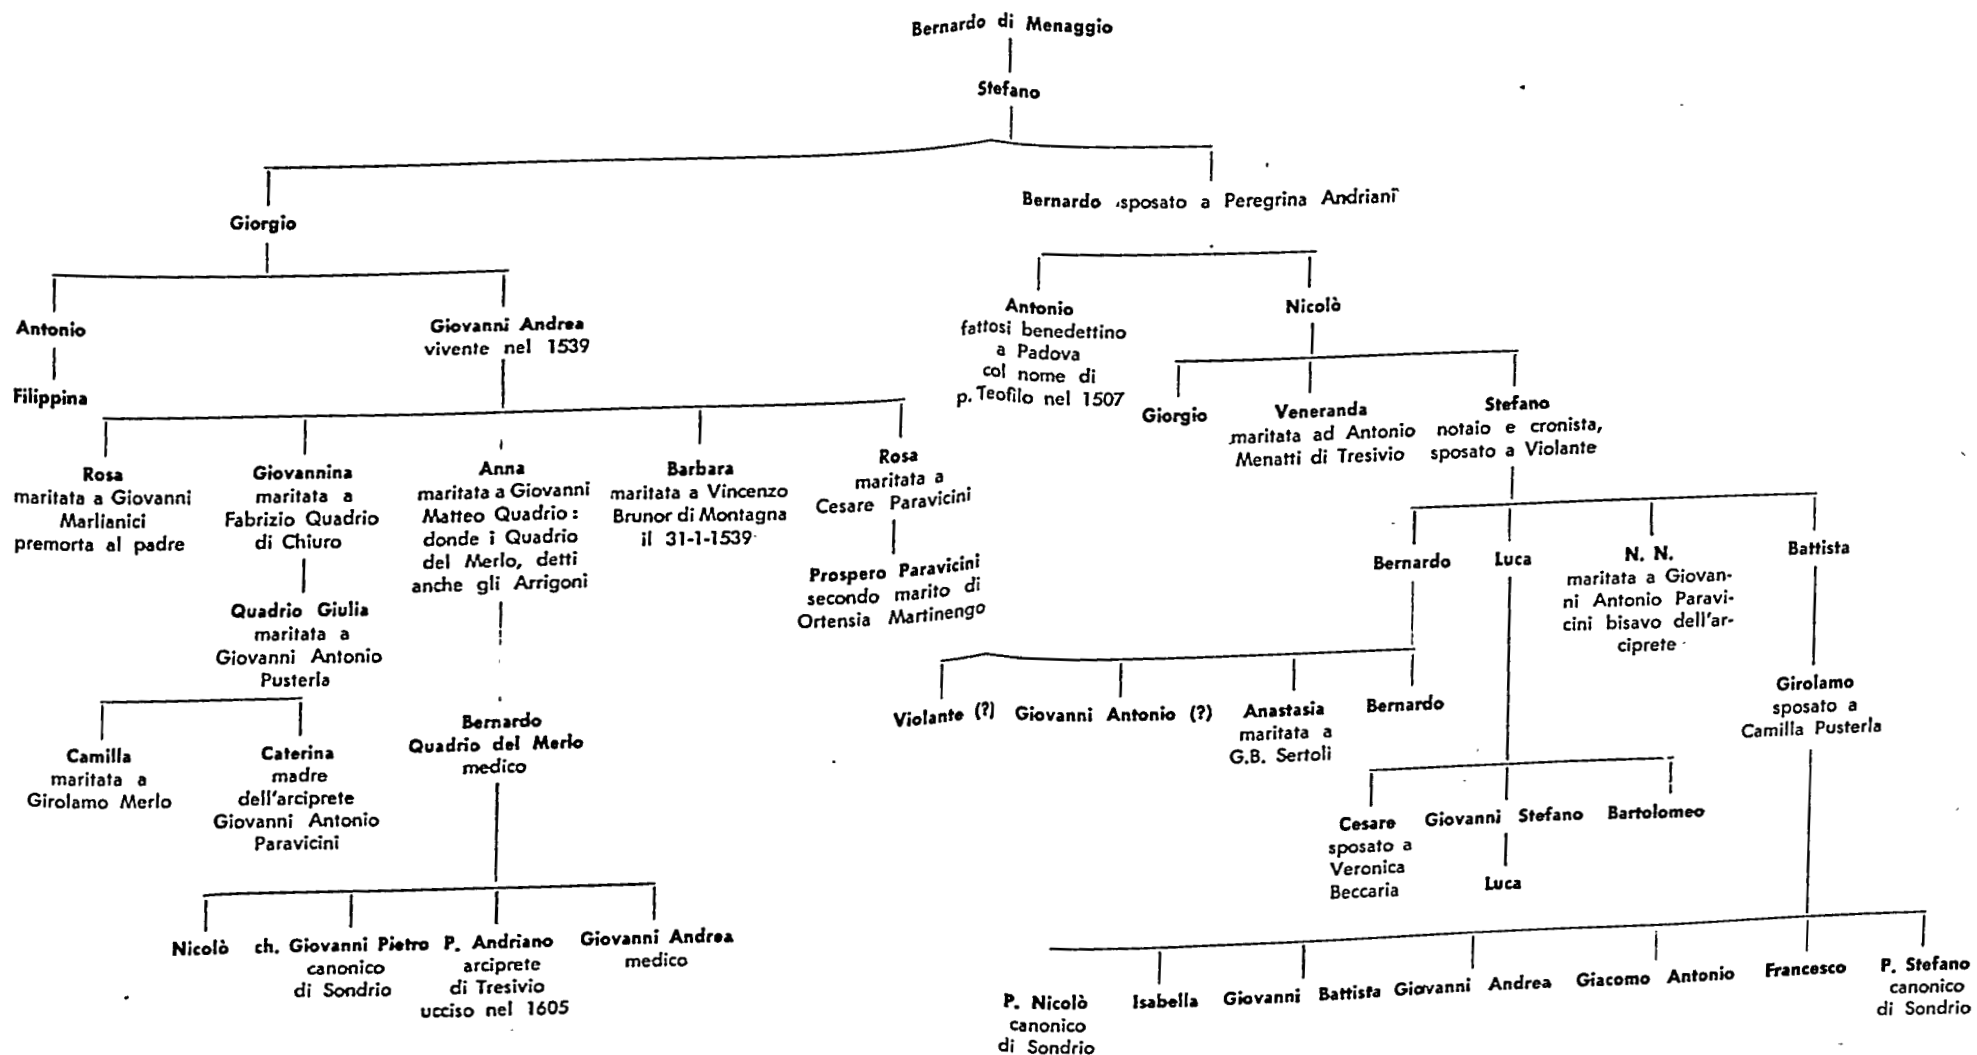 Bernardo di Menaggio
Stefano
Giorgio
Bernardo sposato a Peregrina Andriani
Antonio
Giovanni Andrea
vivente nel 1539
Filippina
Antonio
fattosi benedettino
a Padova
col nome di
p. Teofilo nel 1507
Nicolò
Giorgio
Veneranda
maritata ad Antonio
Menatti di Tresivio
Stefano
notaio e cronista,
sposato a Violante
Rosa
maritata a Giovanni
Marlianici
premorta al padre
Giovannina
maritata a
Fabrizio Quadrio
di Chiuro
Anna
maritata a Giovanni
Matteo Quadrio:
donde i Quadrio
del Merlo, detti
anche gli Arrigoni
Barbara
maritata a Vincenzo
Brunor di Montagna
il 31-1-1539
Rosa
maritata a
Cesare Paravicini
Prospero Paravicini
secondo marito di
Ortensia Martinengo
Quadrio Giulia
maritata a
Giovanni Antonio
Pusterla
Bernardo
Luca
N. N.
maritata a Giovan-
ni Antonio Paravi-
cini bisavo dell'ar-
ciprete
Battista
Camilla
maritata a
Girolamo Merlo
Caterina
madre
dell'arciprete
Giovanni Antonio
Paravicini
Bernardo
Quadrio del Merlo
medico
Violante (?)
Giovanni Antonio (?)
Anastasia
maritata a
G.B. Sertoli
Bernardo
Girolamo
sposato a
Camilla Pusterla
Cesare
sposato a
Veronica
Beccaria
Giovanni Stefano
Bartolomeo
Luca
Nicolò
ch. Giovanni Pietro
canonico
di Sondrio
P. Andriano
arciprete
di Tresivio
ucciso nel 1605
Giovanni Andrea
medico
P. Nicolò
canonico
di Sondrio
Isabella
Giovanni Battista
Giovanni Andrea
Giacomo Antonio
Francesco
P. Stefano
canonico
di Sondrio